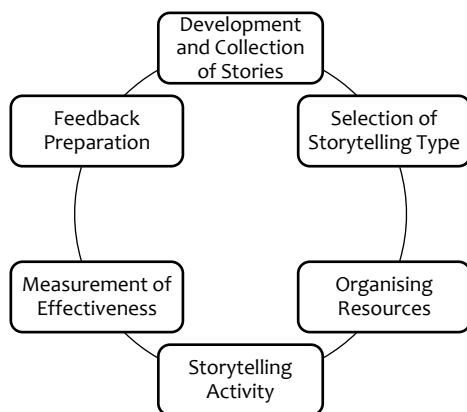 Development
and Collection
of Stories
Selection of
Storytelling Type
Organising
Resources
Storytelling
Activity
Measurement of
Effectiveness
Feedback
Preparation